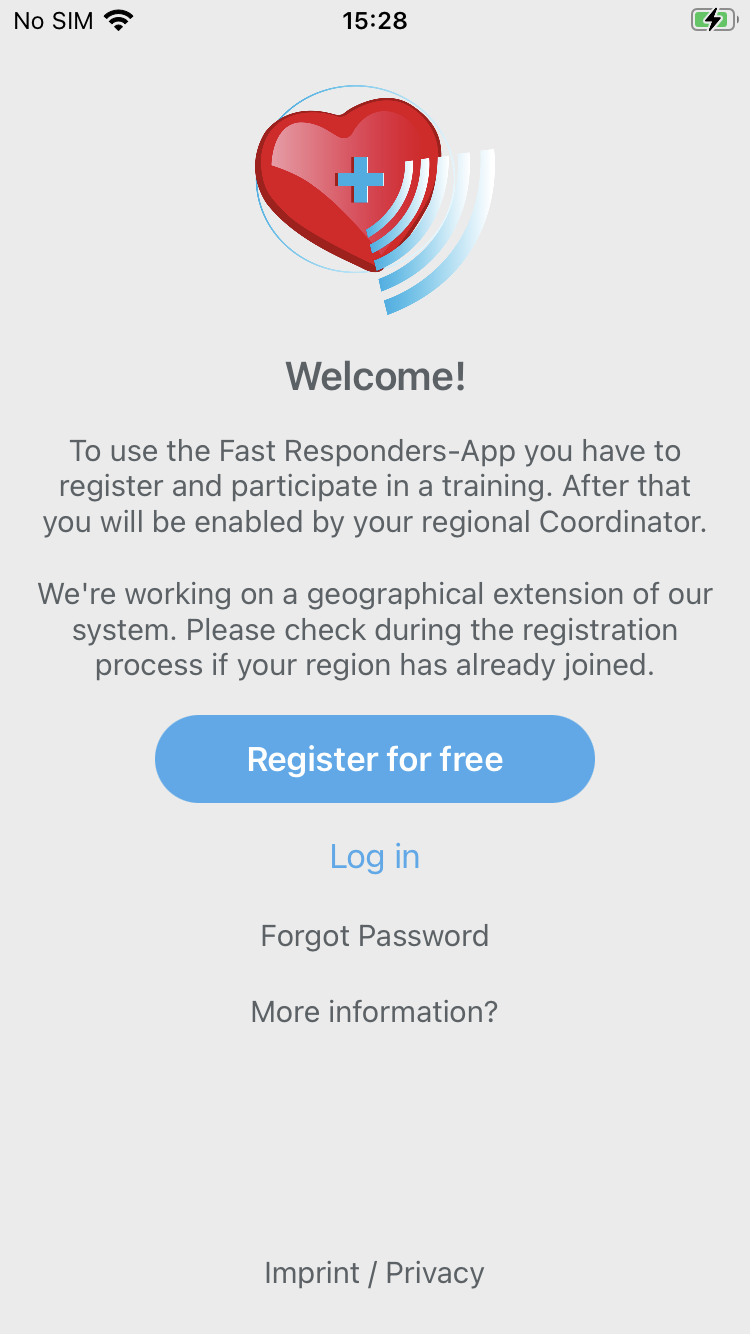 No SIM 15:28
Welcome!
To use the Fast Responders-App you have to
register and participate in a training. After that
you will be enabled by your regional Coordinator.
We're working on a geographical extension of our
system. Please check during the registration
process if your region has already joined.
Register for free
Log in
Forgot Password
More information?
Imprint / Privacy